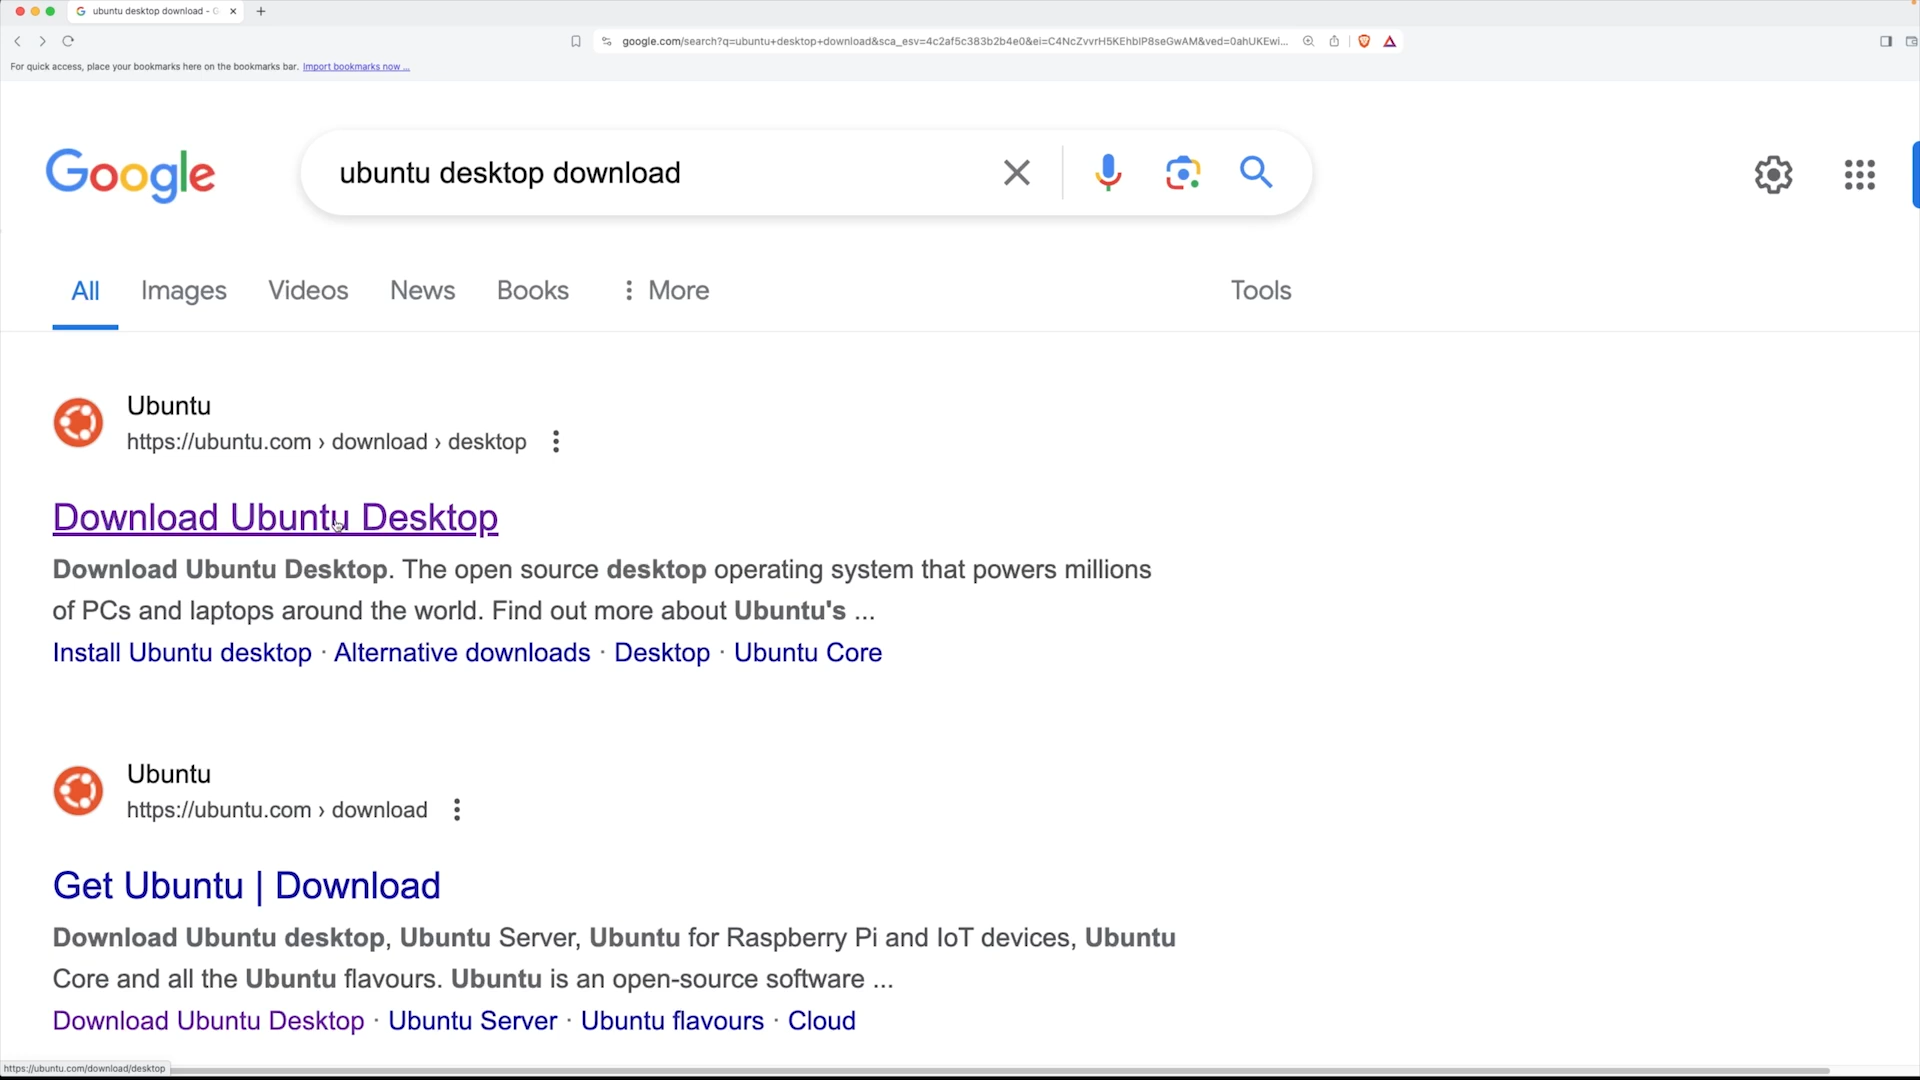 ubuntu desktop download - G
google.com/search?q=ubuntu+desktop+download&sca_esv=4c2af5c383b2b4e0&ei=C4NcZvvrH5KEhbIP8seGwAM&ved=0ahUKEwi...
For quick access, place your bookmarks here on the bookmarks bar. Import bookmarks now ...
Google
ubuntu desktop download
All Images Videos News Books More Tools
Ubuntu
https://ubuntu.com › download › desktop
Download Ubuntu Desktop
Download Ubuntu Desktop. The open source desktop operating system that powers millions
of PCs and laptops around the world. Find out more about Ubuntu's ...
Install Ubuntu desktop · Alternative downloads · Desktop · Ubuntu Core
Ubuntu
https://ubuntu.com › download
Get Ubuntu | Download
Download Ubuntu desktop, Ubuntu Server, Ubuntu for Raspberry Pi and IoT devices, Ubuntu
Core and all the Ubuntu flavours. Ubuntu is an open-source software ...
Download Ubuntu Desktop · Ubuntu Server · Ubuntu flavours · Cloud
https://ubuntu.com/download/desktop